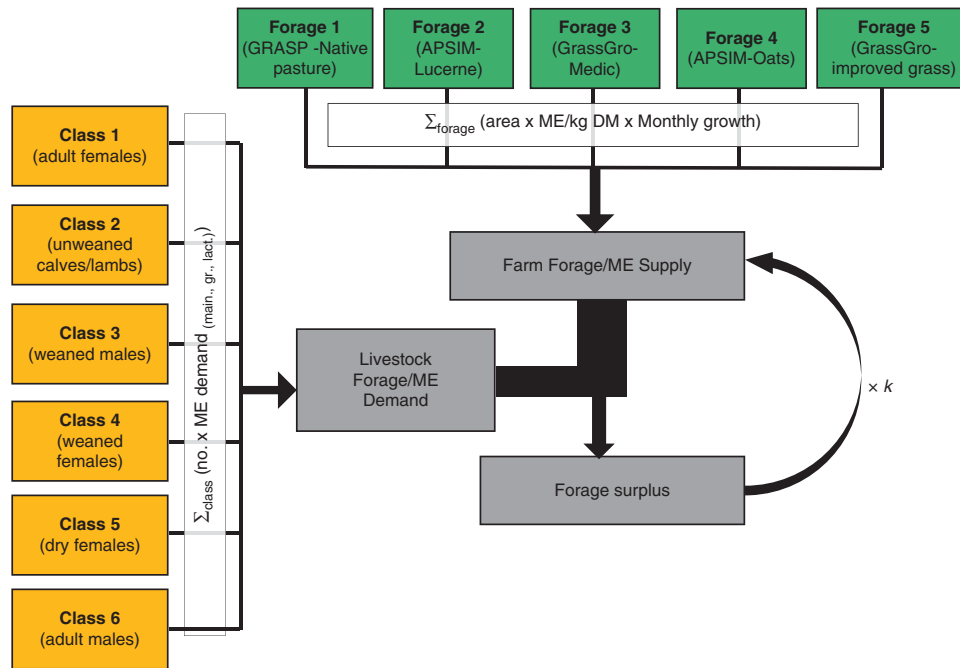 Forage 1
(GRASP -Native
pasture)
Forage 2
(APSIM-
Lucerne)
Forage 3
(GrassGro-
Medic)
Forage 4
(APSIM-Oats)
Forage 5
(GrassGro-
improved grass)
Σforage (area x ME/kg DM x Monthly growth)
Class 1
(adult females)
Class 2
(unweaned
calves/lambs)
Class 3
(weaned males)
Class 4
(weaned
females)
Class 5
(dry females)
Class 6
(adult males)
Σclass (no. x ME demand (main., gr., lact.))
Livestock
Forage/ME
Demand
Farm Forage/ME Supply
Forage surplus
× k